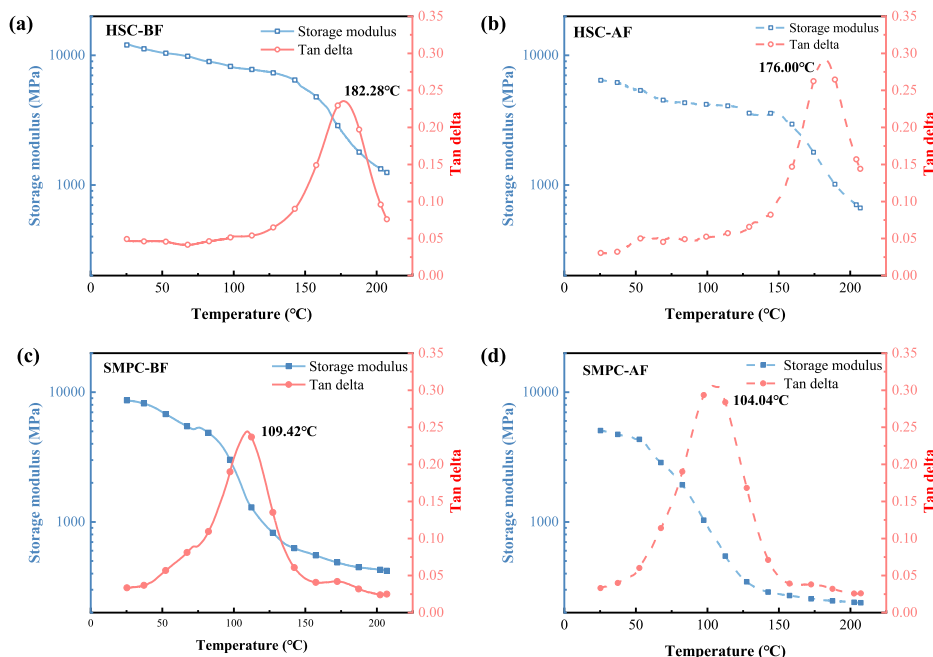 (a)
HSC-BF
Storage modulus
Tan delta
182.28℃
10000
1000
Storage modulus (MPa)
0.35
0.30
0.25
0.20
0.15
0.10
0.05
0.00
Tan delta
0 50 100 150 200
Temperature (℃)
(b)
HSC-AF
Storage modulus
Tan delta
176.00℃
10000
1000
Storage modulus (MPa)
0.35
0.30
0.25
0.20
0.15
0.10
0.05
0.00
Tan delta
0 50 100 150 200
Temperature (℃)
(c)
SMPC-BF
Storage modulus
Tan delta
109.42℃
10000
1000
Storage modulus (MPa)
0.35
0.30
0.25
0.20
0.15
0.10
0.05
0.00
Tan delta
0 50 100 150 200
Temperature (℃)
(d)
SMPC-AF
Storage modulus
Tan delta
104.04℃
10000
1000
Storage modulus (MPa)
0.35
0.30
0.25
0.20
0.15
0.10
0.05
0.00
Tan delta
0 50 100 150 200
Temperature (℃)